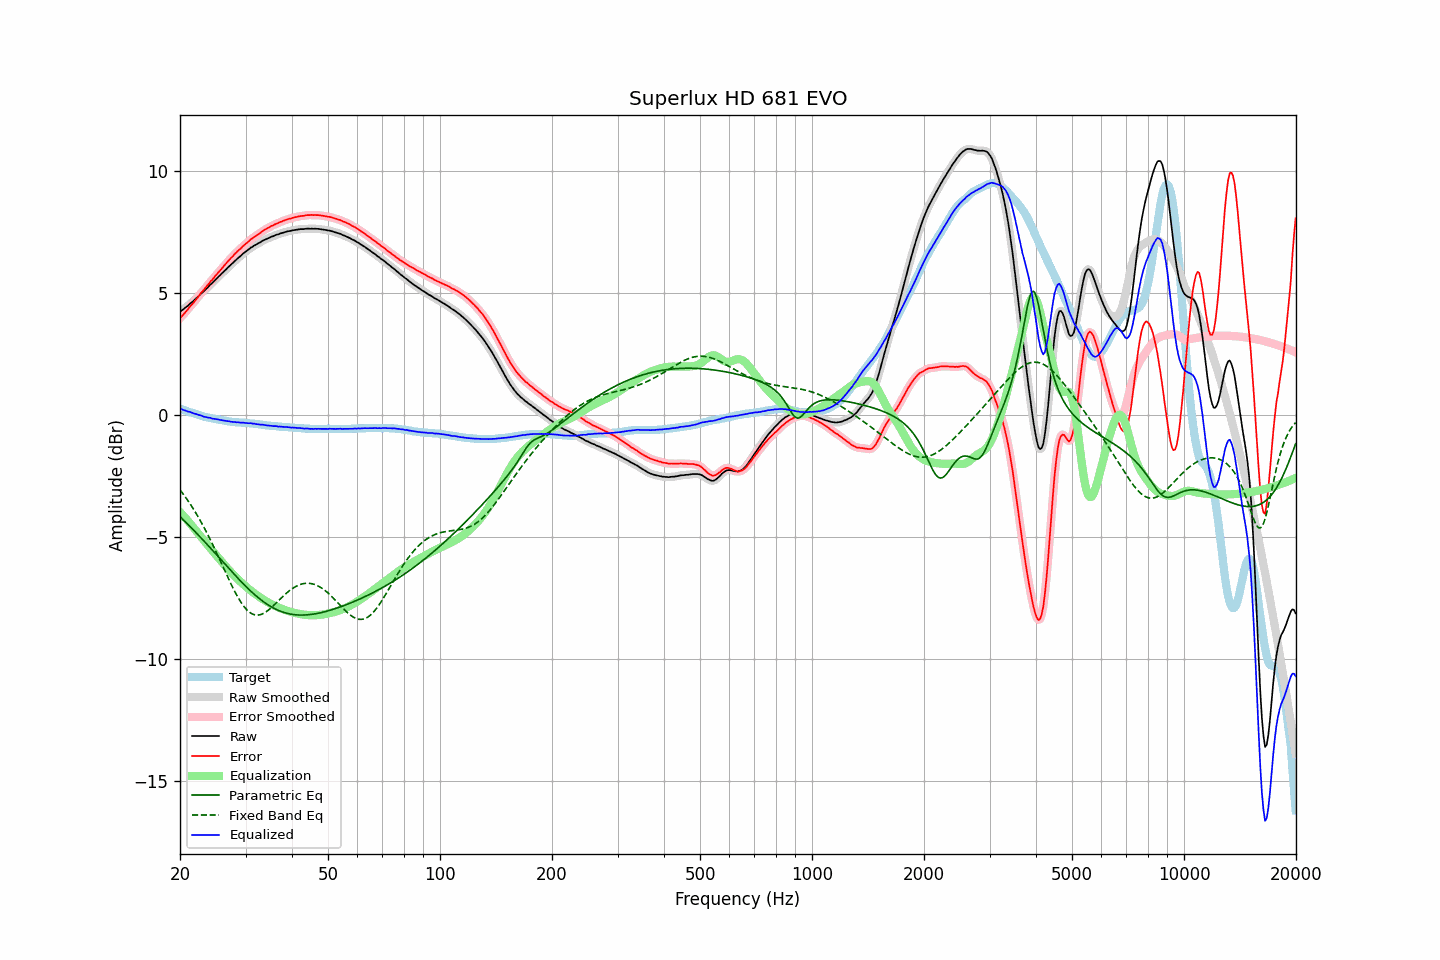 Superlux HD 681 EVO
Amplitude (dBr)
10
5
0
−5
−10
−15
Target
Raw Smoothed
Error Smoothed
Raw
Error
Equalization
Parametric Eq
Fixed Band Eq
Equalized
20 50 100 200 500 1000 2000 5000 10000 20000
Frequency (Hz)